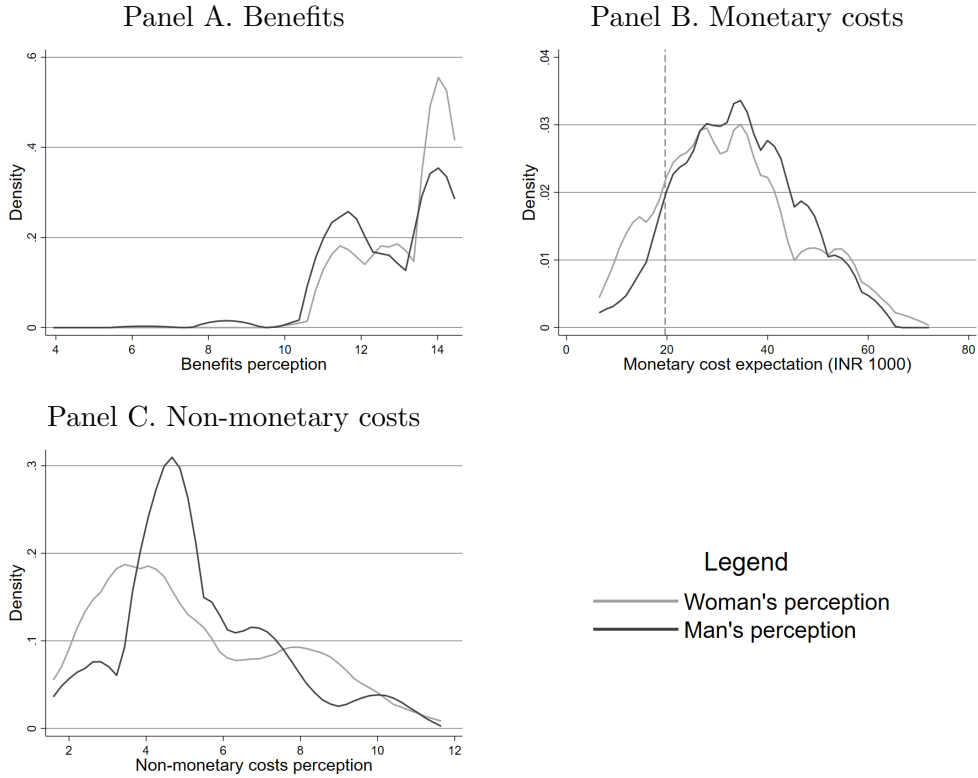 Panel A. Benefits
.6
.4
.2
0
Density
4 6 8 10 12 14
Benefits perception
Panel B. Monetary costs
.04
.03
.02
.01
0
Density
0 20 40 60 80
Monetary cost expectation (INR 1000)
Panel C. Non-monetary costs
.3
.2
.1
0
Density
2 4 6 8 10 12
Non-monetary costs perception
Legend
Woman's perception
Man's perception